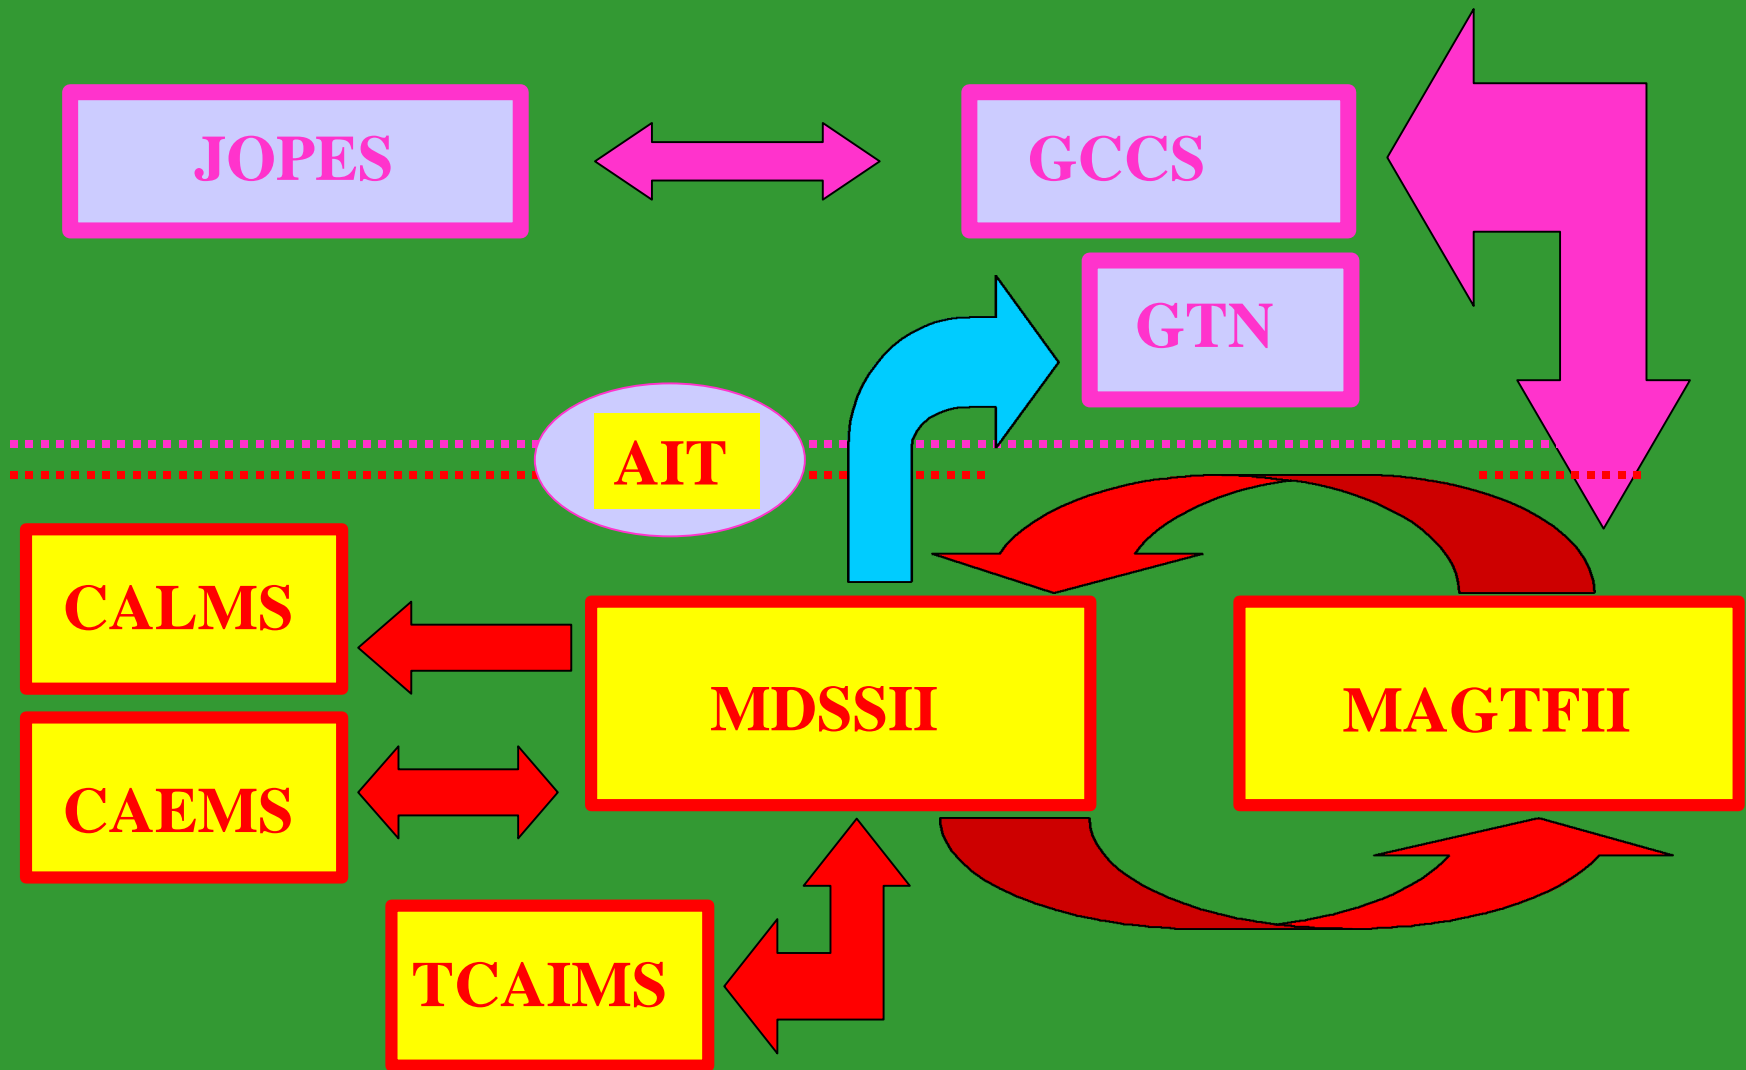 JOPES
GCCS
GTN
AIT
CALMS
MDSSII
MAGTFII
CAEMS
TCAIMS